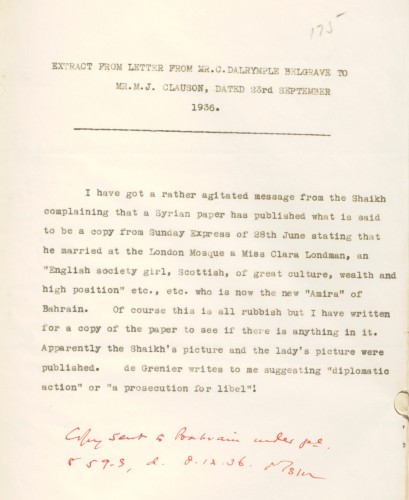 175
EXTRACT FROM LETTER FROM MR.C.DALRYMPLE BELGRAVE TO
MR.M.J. CLAUSON, DATED 23rd SEPTEMBER
1936.
I have got a rather agitated message from the Shaikh
complaining that a Syrian paper has published what is said
to be a copy from Sunday Express of 28th June stating that
he married at the London Mosque a Miss Clara Londman, an
"English society girl, Scottish, of great culture, wealth and
high position" etc., etc. who is now the new "Amira" of
Bahrain. Of course this is all rubbish but I have written
for a copy of the paper to see if there is anything in it.
Apparently the Shaikh's picture and the lady's picture were
published. de Grenier writes to me suggesting "diplomatic
action" or "a prosecution for libel"!
Copy sent to Bahrain under